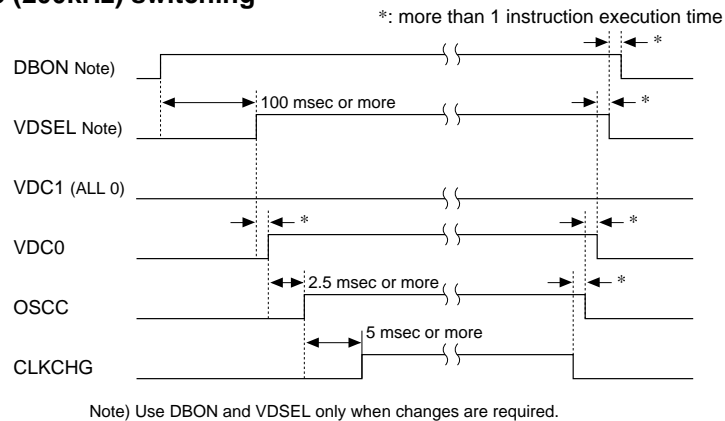 (200kHz) switching
*: more than 1 instruction execution time
*
DBON Note)
100 msec or more
*
VDSEL Note)
VDC1 (ALL 0)
* *
VDC0
2.5 msec or more *
OSCC
5 msec or more
CLKCHG
Note) Use DBON and VDSEL only when changes are required.